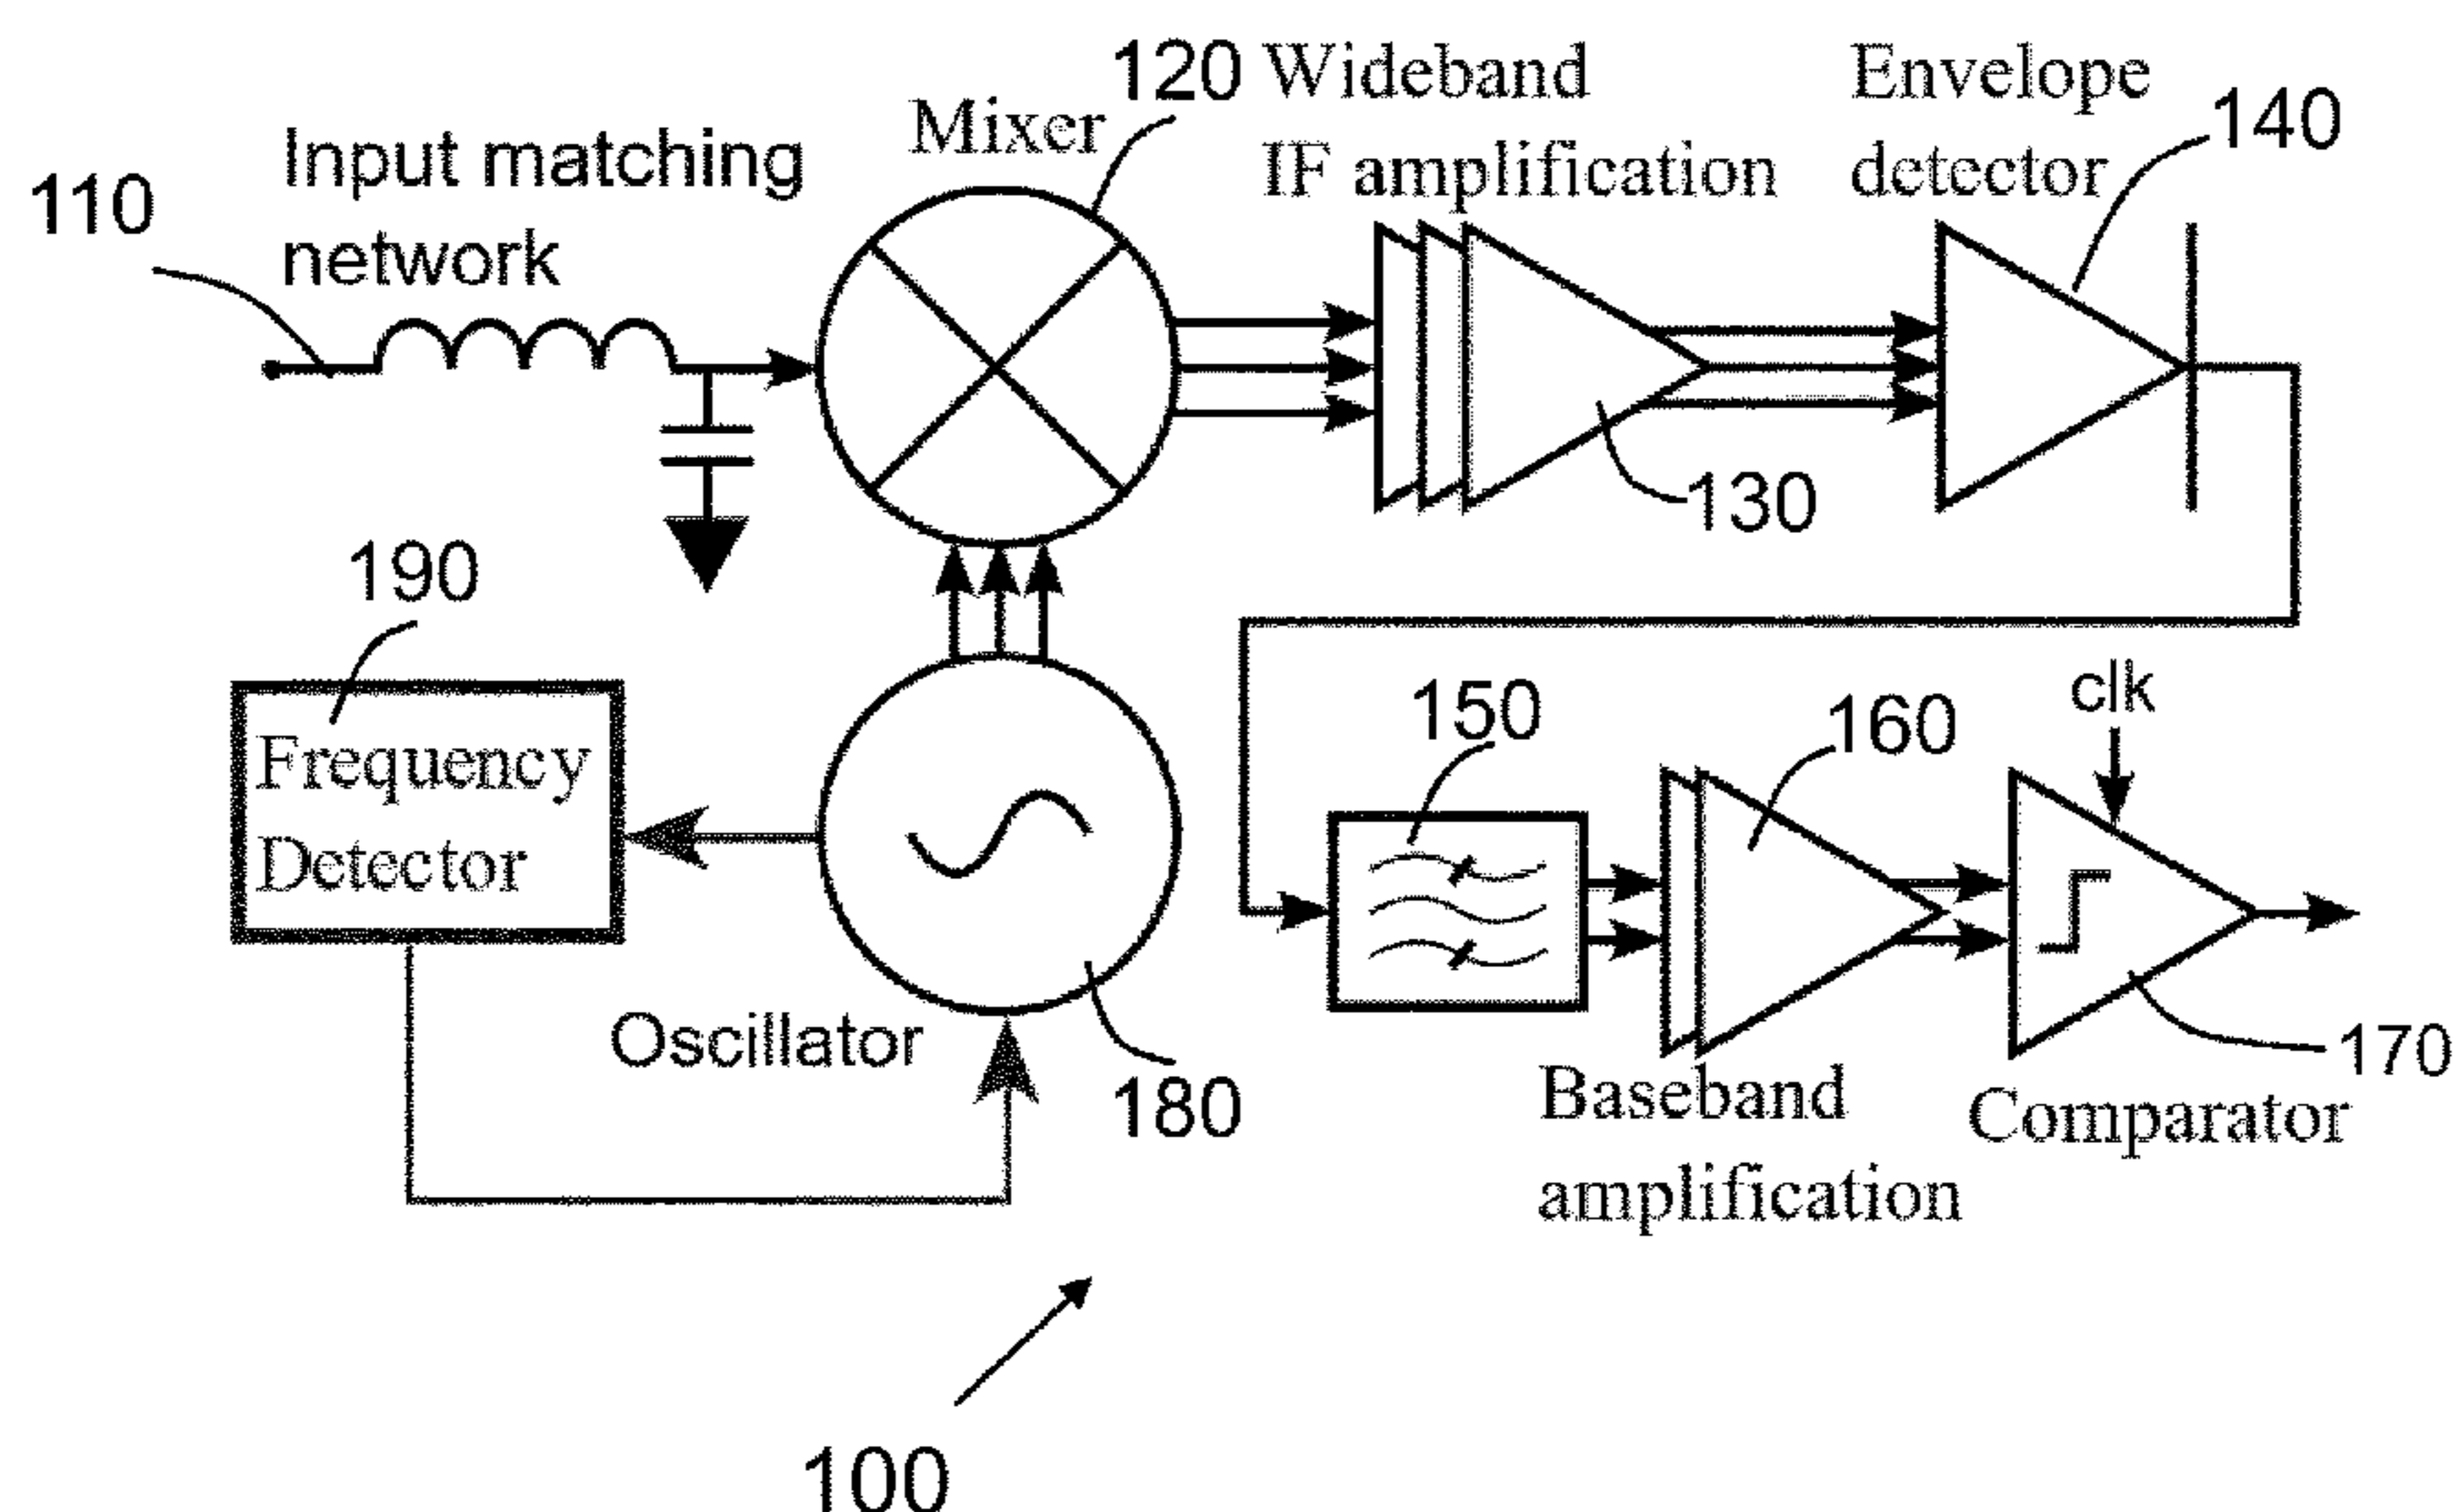 120
Wideband
Envelope
Mixer
140
Input matching
IF amplification
detector
110
network
130
190
clk
150
160
Frequency
Detector
Oscillator
180
170
Baseband
Comparator
amplification
100